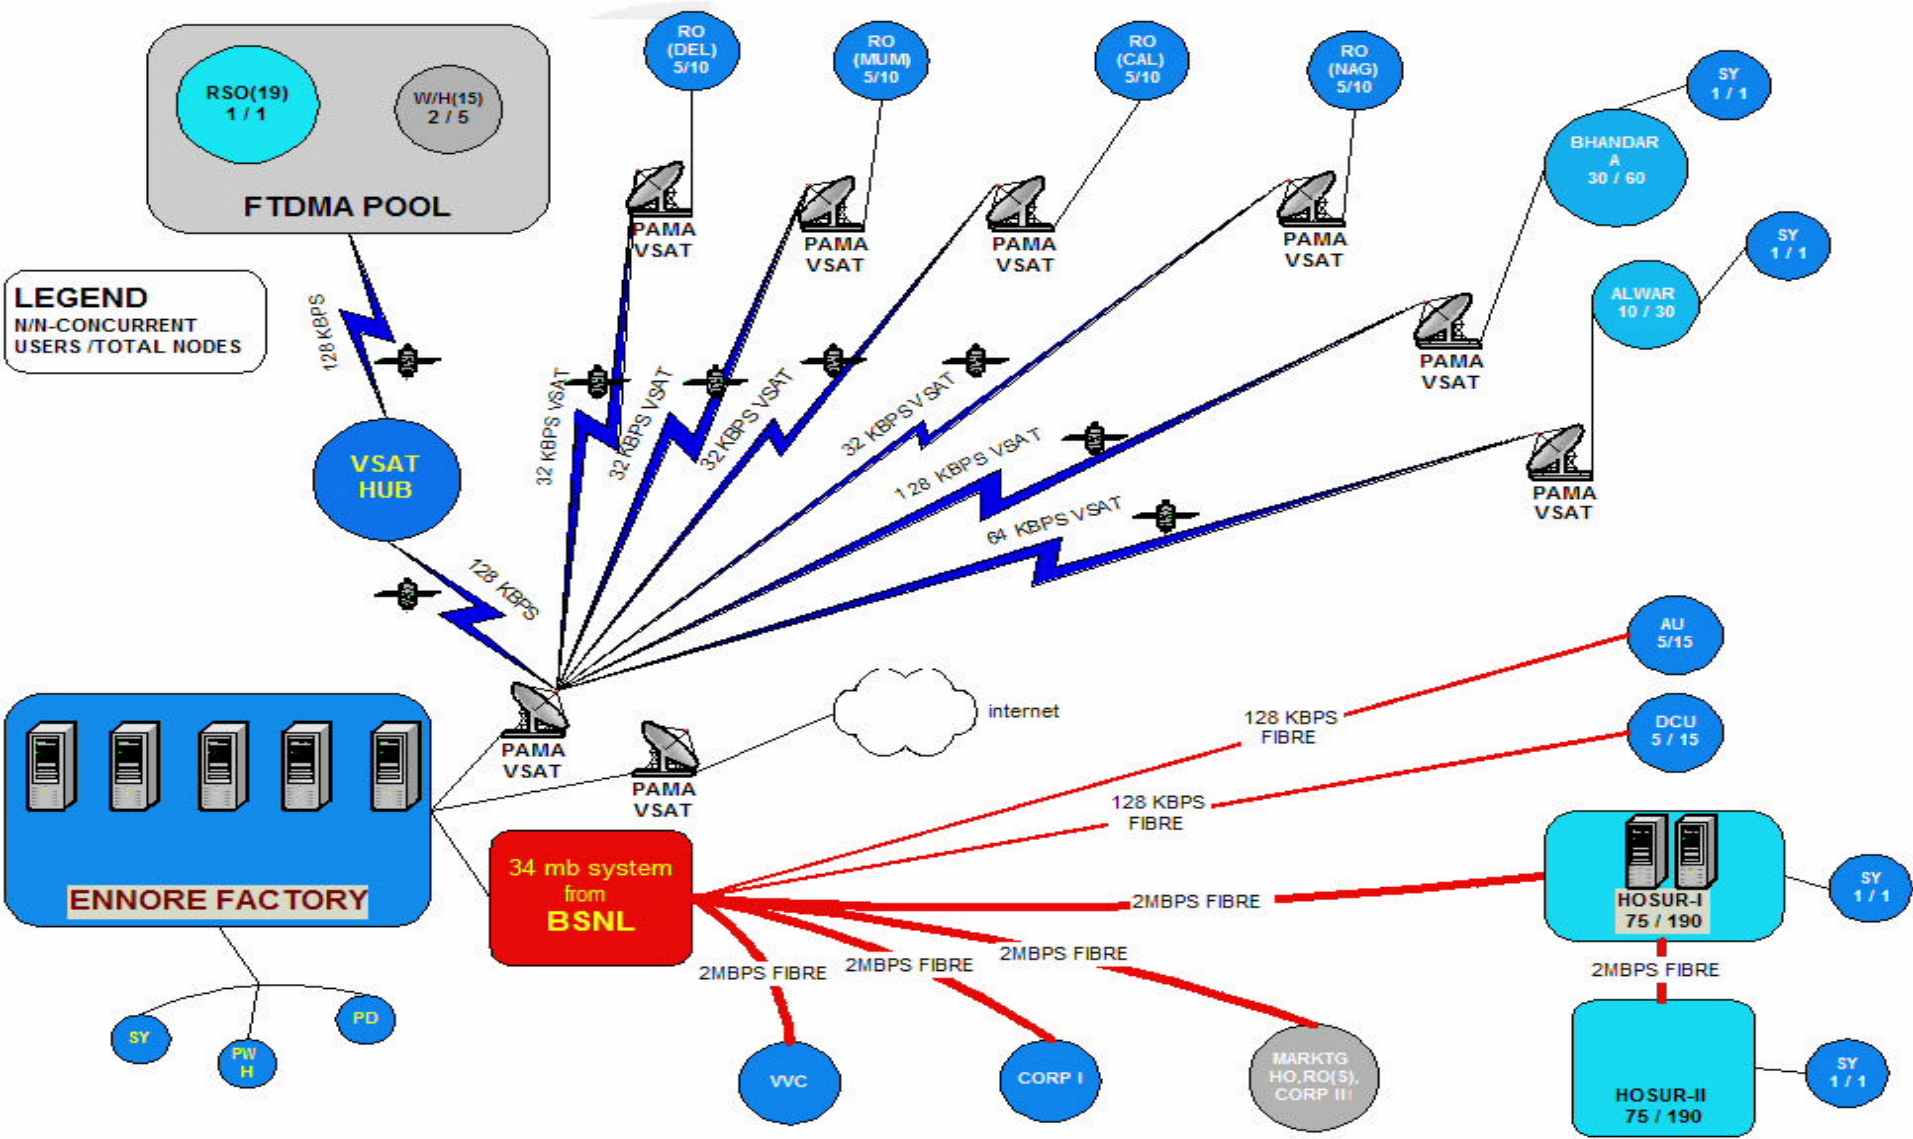 RSO(19)
1 / 1
W/H(15)
2 / 5
FTDMA POOL
LEGEND
N/N-CONCURRENT
USERS /TOTAL NODES
128 KBPS
VSAT
HUB
128 KBPS
RO
(DEL)
5/10
RO
(MUM)
5/10
RO
(CAL)
5/10
RO
(NAG)
5/10
SY
1 / 1
BHANDAR
A
30 / 60
SY
1 / 1
ALWAR
10 / 30
PAMA
VSAT
PAMA
VSAT
PAMA
VSAT
PAMA
VSAT
PAMA
VSAT
PAMA
VSAT
32 KBPS VSAT
32 KBPS VSAT
32 KBPS VSAT
32 KBPS VSAT
128 KBPS VSAT
64 KBPS VSAT
PAMA
VSAT
PAMA
VSAT
internet
ENNORE FACTORY
SY
PW
H
PD
34 mb system
from
BSNL
128 KBPS
FIBRE
AU
5/15
128 KBPS
FIBRE
DCU
5 / 15
2MBPS FIBRE
HOSUR-I
75 / 190
SY
1 / 1
2MBPS FIBRE
HOSUR-II
75 / 190
SY
1 / 1
2MBPS FIBRE
2MBPS FIBRE
2MBPS FIBRE
VVC
CORP I
MARKTG
HO,RO(S),
CORP II